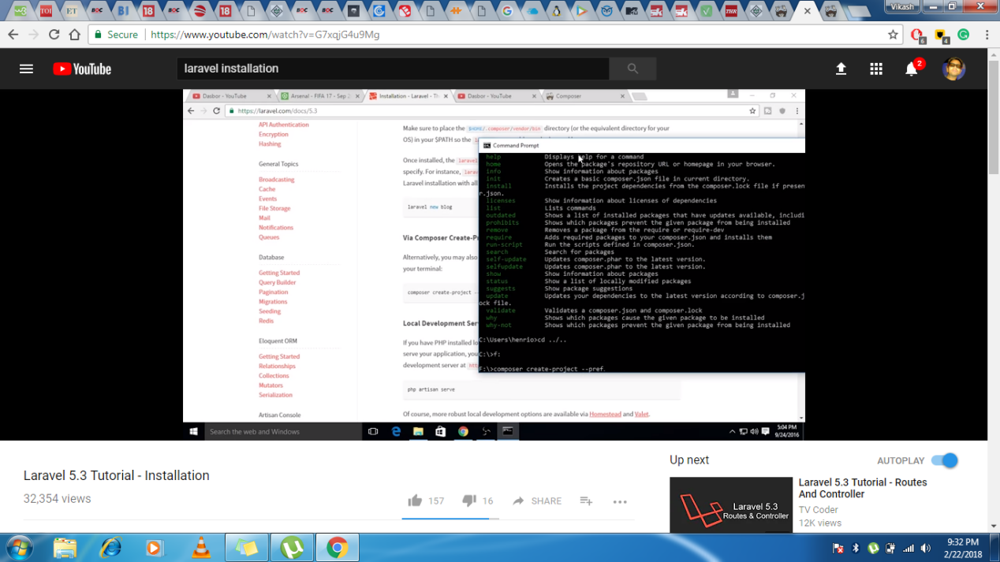 Vikash
Secure
https://www.youtube.com/watch?v=G7xqjG4u9Mg
6
4
YouTube
laravel installation
2
Dasbor - YouTube
Arsenal - FIFA 17 - Sep 2
Installation - Laravel - Th
Dasbor - YouTube
Composer
https://laravel.com/docs/5.3
API Authentication
Encryption
Hashing
General Topics
Broadcasting
Cache
Events
File Storage
Mail
Notifications
Queues
Database
Getting Started
Query Builder
Pagination
Migrations
Seeding
Redis
Eloquent ORM
Getting Started
Relationships
Collections
Mutators
Serialization
Artisan Console
Make sure to place the $HOME/.composer/vendor/bin directory (or the equivalent directory for your
OS) in your $PATH so the
Once installed, the
specify. For instance,
Laravel installation with all
laravel new blog
Via Composer Create-Pr
Alternatively, you may also
your terminal:
composer create-project --
Local Development Ser
If you have PHP installed lo
serve your application, you
development server at
php artisan serve
Of course, more robust local development options are available via Homestead and Valet.
Command Prompt
help Displays help for a command
home Opens the package's repository URL or homepage in your browser.
info Show information about packages
init Creates a basic composer.json file in current directory.
install Installs the project dependencies from the composer.lock file if presen
r.json.
licenses Show information about licenses of dependencies
list Lists commands
outdated Shows a list of installed packages that have updates available, includi
prohibits Shows which packages prevent the given package from being installed
remove Removes a package from the require or require-dev
require Adds required packages to your composer.json and installs them
run-script Run the scripts defined in composer.json.
search Search for packages
self-update Updates composer.phar to the latest version.
selfupdate Updates composer.phar to the latest version.
show Show information about packages
status Show a list of locally modified packages
suggests Show package suggestions
update Updates your dependencies to the latest version according to composer.j
ock file.
validate Validates a composer.json and composer.lock
why Shows which packages cause the given package to be installed
why-not Shows which packages prevent the given package from being installed
C:\Users\henrio>cd ../..
C:\>f:
F:\>composer create-project --pref
Search the web and Windows
5:04 PM
9/24/2016
Laravel 5.3 Tutorial - Installation
32,354 views
157
16
SHARE
Up next
AUTOPLAY
Laravel 5.3
Routes & Controller
Laravel 5.3 Tutorial - Routes
And Controller
TV Coder
12K views
9:32 PM
2/22/2018